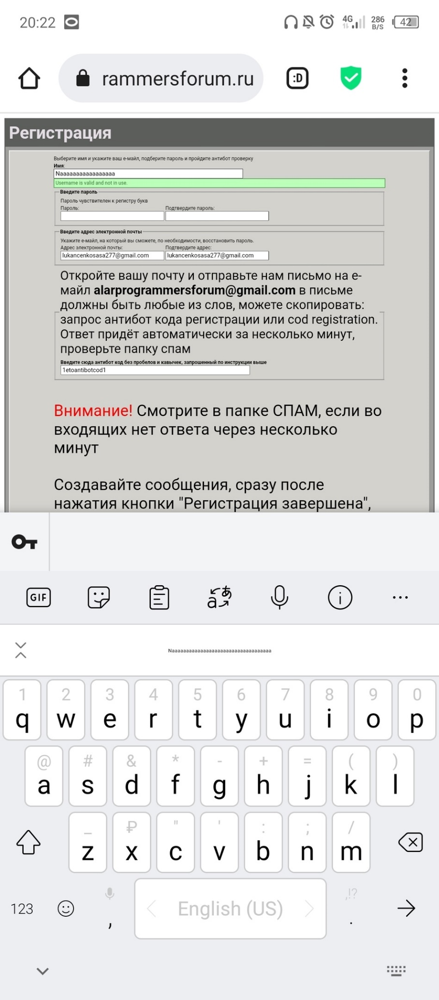 20:22
4G
286
B/S
42
rammersforum.ru
:D
Регистрация
Выберите имя и укажите ваш е-майл, подберите пароль и пройдите антибот проверку
Имя:
Naaaaaaaaaaaaaaaaa
Username is valid and not in use.
Введите пароль
Пароль чувствителен к регистру букв
Пароль:
Подтвердите пароль:
Введите адрес электронной почты
Укажите е-майл, на который вы сможете, по необходимости, восстановить пароль.
Адрес электронной почты:
Подтвердите адрес:
lukancenkosasa277@gmail.com
lukancenkosasa277@gmail.com
Откройте вашу почту и отправьте нам письмо на е-
майл alarprogrammersforum@gmail.com в письме
должны быть любые из слов, можете скопировать:
запрос антибот кода регистрации или cod registration.
Ответ придёт автоматически за несколько минут,
проверьте папку спам
Введите сюда антибот код без пробелов и кавычек, запрошенный по инструкции выше
1etoantibotcod1
Внимание! Смотрите в папке СПАМ, если во
входящих нет ответа через несколько
минут
Создавайте сообщения, сразу после
нажатия кнопки "Регистрация завершена",
GIF
Naaaaaaaaaaaaaaaaaaaaaaaaaaaaaaaaaaaa
1 2 3 4 5 6 7 8 9 0
q w e r t y u i o p
@ # & * - + = ( )
a s d f g h j k l
_ ₽ " ' : ; /
z x c v b n m
123 , English (US) ,!? .